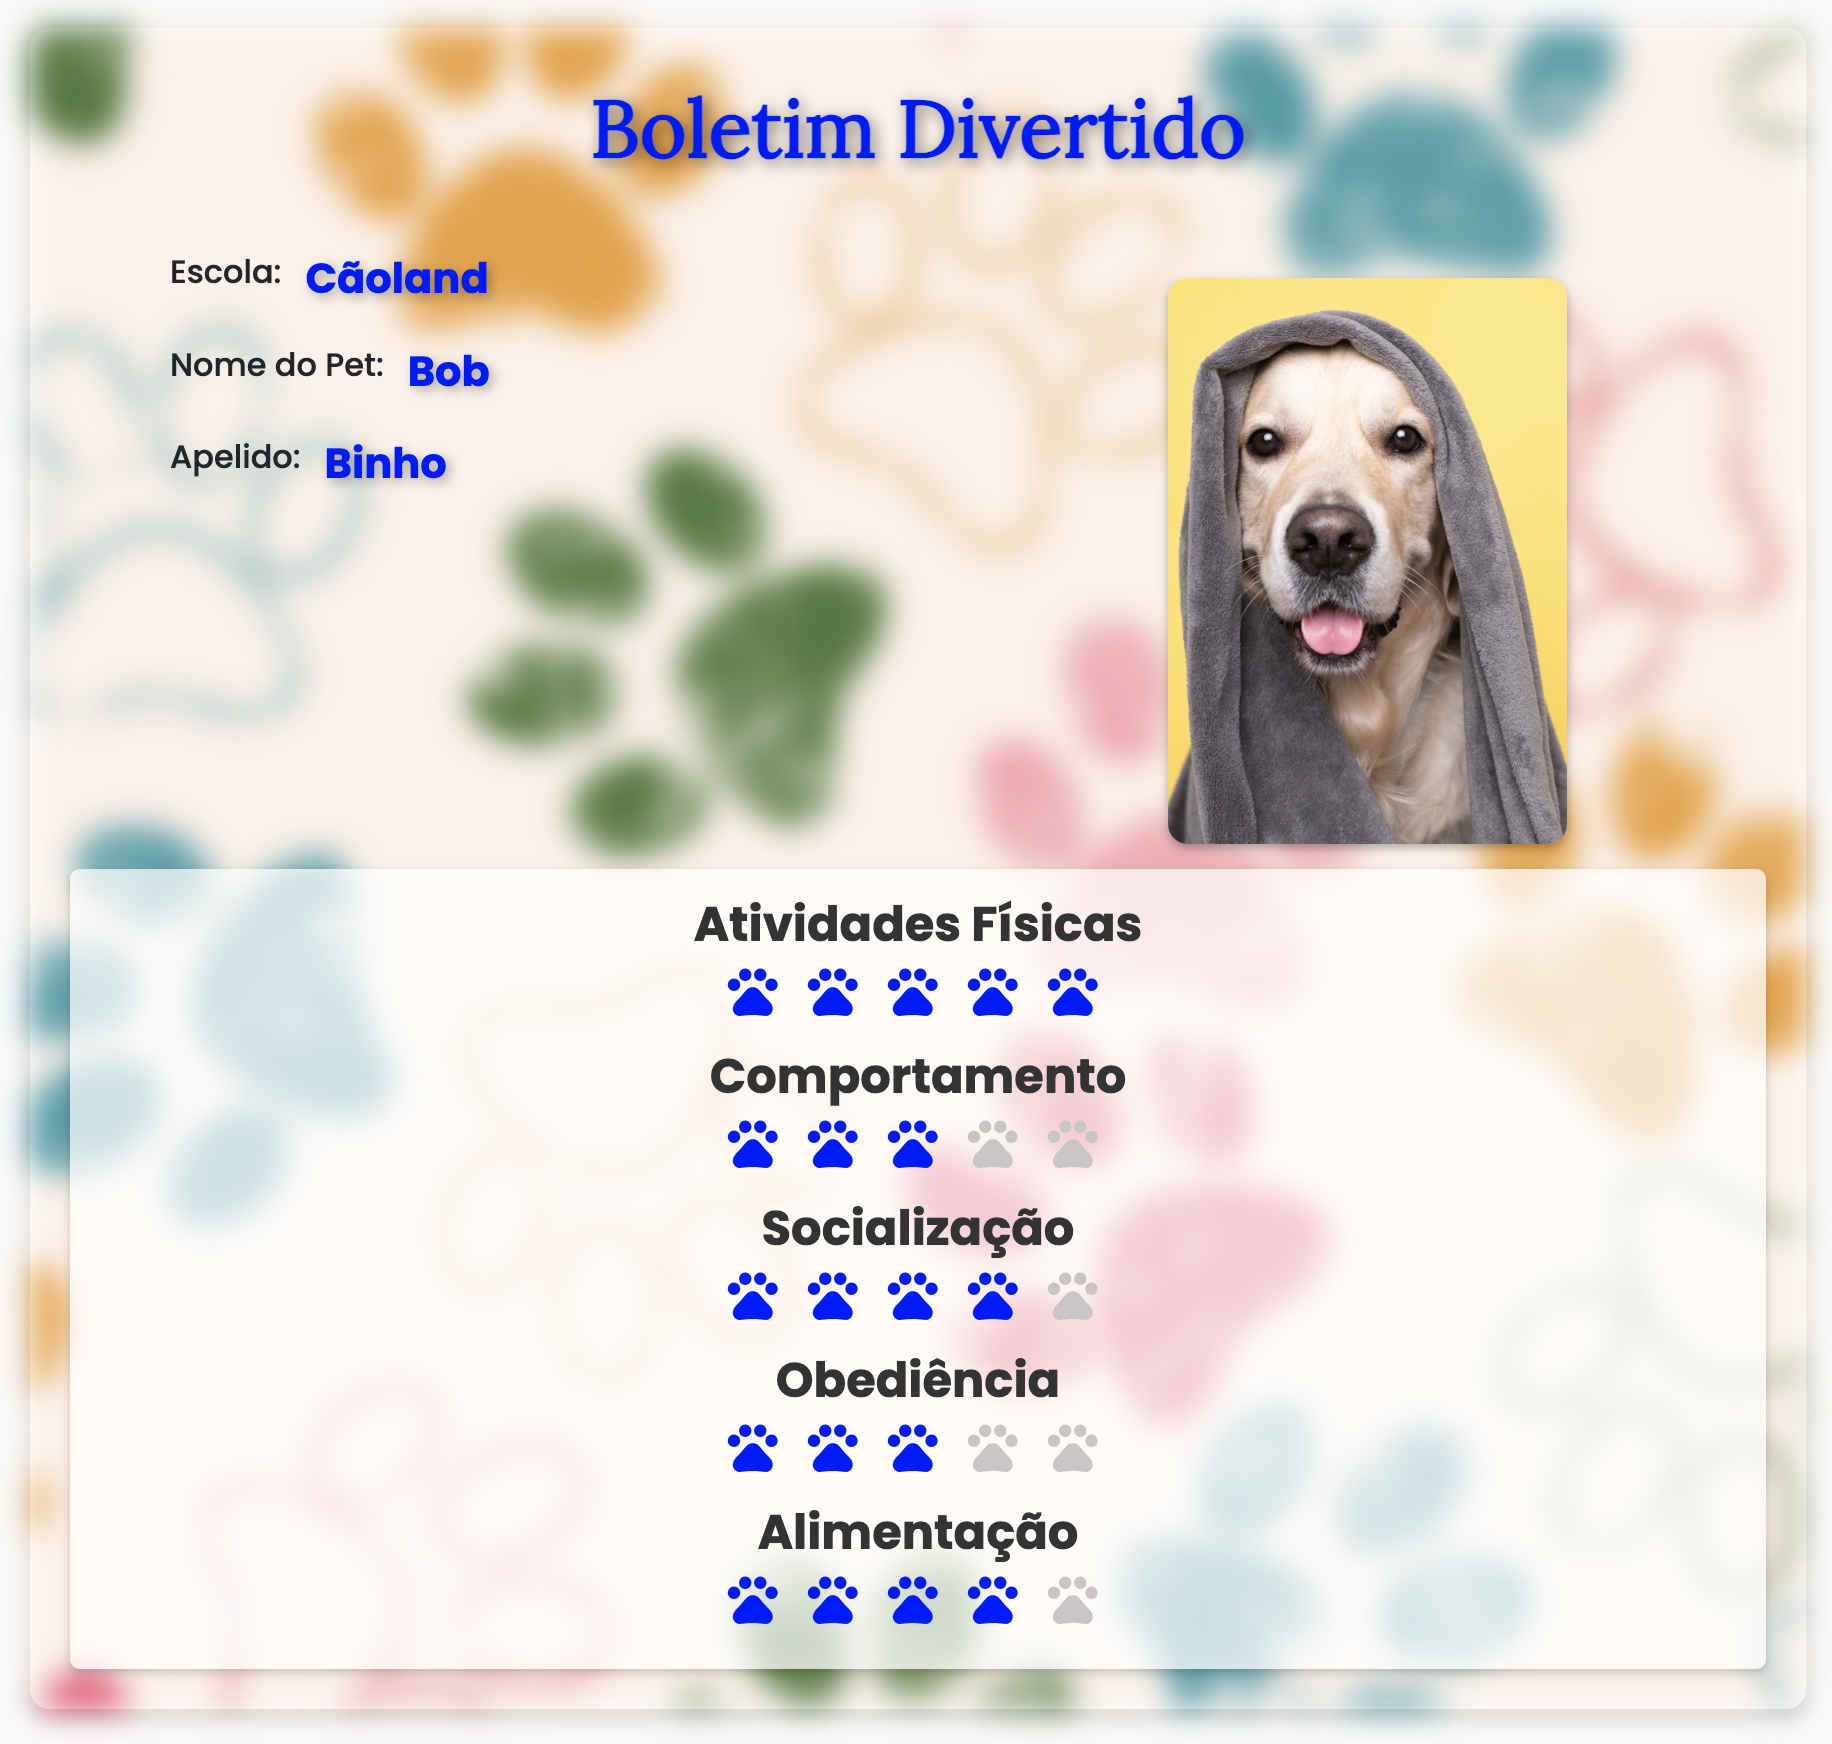 Boletim Divertido
Escola: Cãoland
Nome do Pet: Bob
Apelido: Binho
Atividades Físicas
Comportamento
Socialização
Obediência
Alimentação